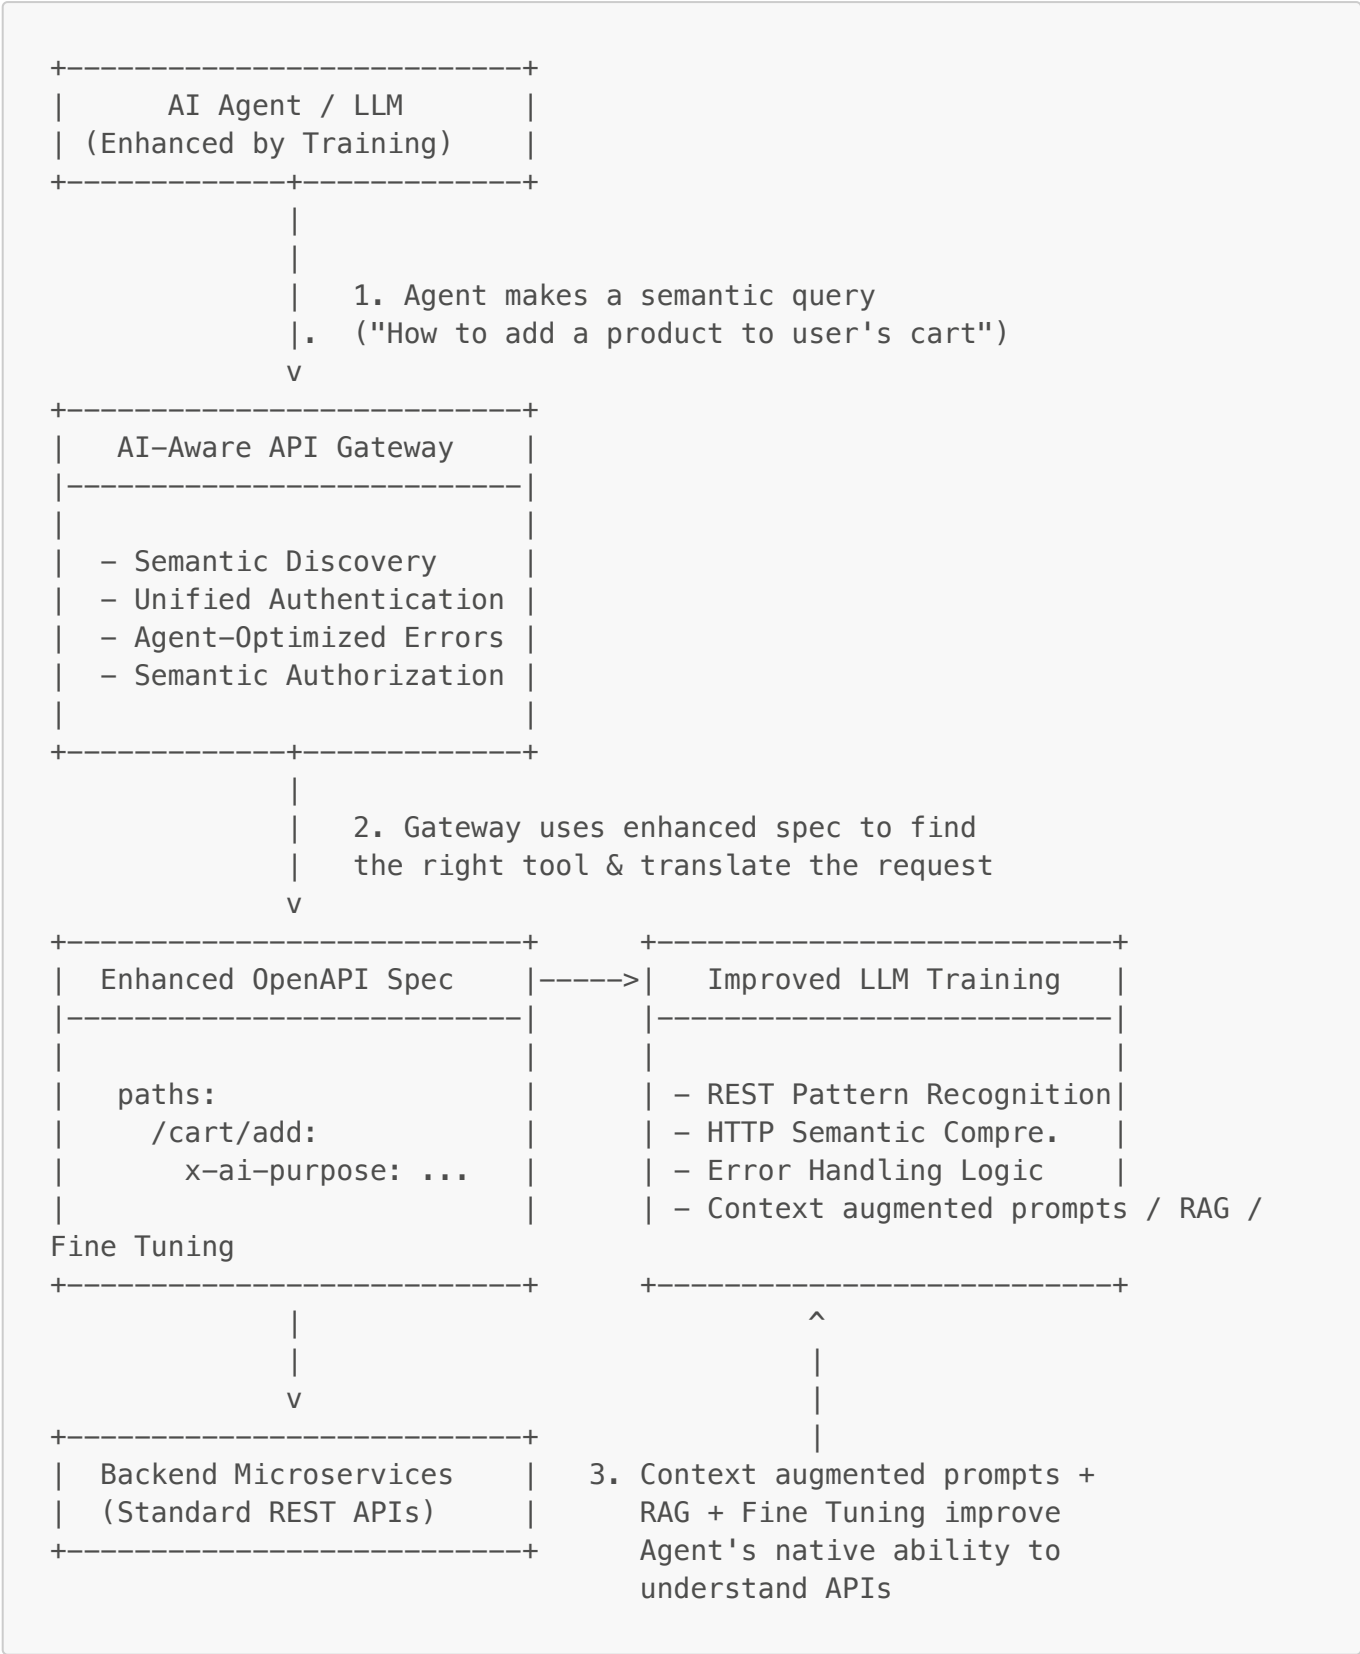 +---------------------------+
|      AI Agent / LLM       |
| (Enhanced by Training)    |
+-------------+-------------+
              |
              |
              |   1. Agent makes a semantic query
              |.  ("How to add a product to user's cart")
              v
+---------------------------+
|   AI-Aware API Gateway    |
|---------------------------|
|                           |
|  - Semantic Discovery     |
|  - Unified Authentication |
|  - Agent-Optimized Errors |
|  - Semantic Authorization |
|                           |
+-------------+-------------+
              |
              |   2. Gateway uses enhanced spec to find
              |   the right tool & translate the request
              v
+---------------------------+      +---------------------------+
|  Enhanced OpenAPI Spec    |----->|   Improved LLM Training   |
|---------------------------|      |---------------------------|
|                           |      |                           |
|   paths:                  |      | - REST Pattern Recognition|
|     /cart/add:            |      | - HTTP Semantic Compre.   |
|       x-ai-purpose: ...   |      | - Error Handling Logic    |
|                           |      | - Context augmented prompts / RAG /
Fine Tuning
+---------------------------+      +---------------------------+
              |                              ^
              |                              |
              v                              |
+---------------------------+                |
|  Backend Microservices    |   3. Context augmented prompts +
|  (Standard REST APIs)     |      RAG + Fine Tuning improve
+---------------------------+      Agent's native ability to
                                   understand APIs